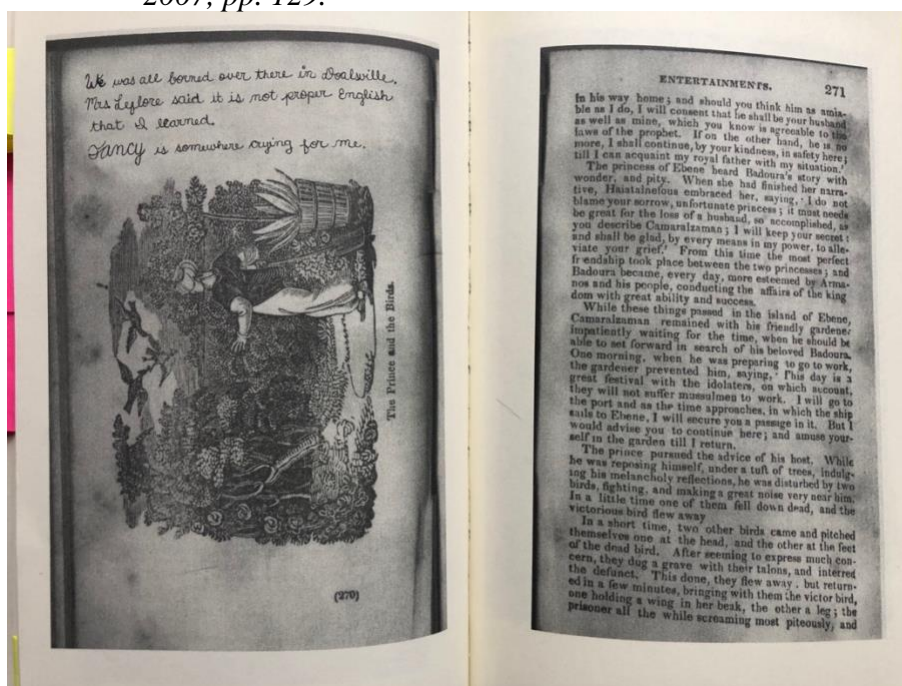 2007, pp. 129.
We was all borned over there in Doalsville.
Mrs Leflore said it is not proper English
that I learned.
Fancy is somewhere crying for me.
The Prince and the Birds.
(270)
ENTERTAINMENTS. 271
in his way home; and should you think him as amia-
ble as I do, I will consent that he shall be your husband
as well as mine, which you know is agreeable to the
laws of the prophet. If on the other hand, he is no
more, I shall continue, by your kindness, in safety here;
till I can acquaint my royal father with my situation.'
The princess of Ebene heard Badoura's story with
wonder, and pity. When she had finished her narra-
tive, Haiatalnefous embraced her, saying, 'I do not
blame your sorrow, unfortunate princess; it must needs
be great for the loss of a husband, so accomplished, as
you describe Camaralzaman; I will keep your secret:
and shall be glad, by every means in my power, to alle-
viate your grief.' From this time the most perfect
friendship took place between the two princesses; and
Badoura became, every day, more esteemed by Arma-
nos and his people, conducting the affairs of the king
dom with great ability and success.
While these things passed in the island of Ebene,
Camaralzaman remained with his friendly gardener
impatiently waiting for the time, when he should be
able to set forward in search of his beloved Badoura.
One morning, when he was preparing to go to work,
the gardener prevented him, saying, 'This day is a
great festival with the idolaters, on which account,
they will not suffer mussulmen to work. I will go to
the port and as the time approaches, in which the ship
sails to Ebene, I will secure you a passage in it. But I
would advise you to continue here; and amuse your-
self in the garden till I return.
The prince pursued the advice of his host. While
he was reposing himself, under a tuft of trees, indulg-
ing his melancholy reflections, he was disturbed by two
birds, fighting, and making a great noise very near him.
In a little time one of them fell down dead, and the
victorious bird flew away
In a short time, two other birds came and pitched
themselves one at the head, and the other at the feet
of the dead bird. After seeming to express much con-
cern, they dug a grave with their talons, and interred
the defunct. This done, they flew away. but return-
ed in a few minutes, bringing with them the victor bird,
one holding a wing in her beak, the other a leg; the
prisoner all the while screaming most piteously, and